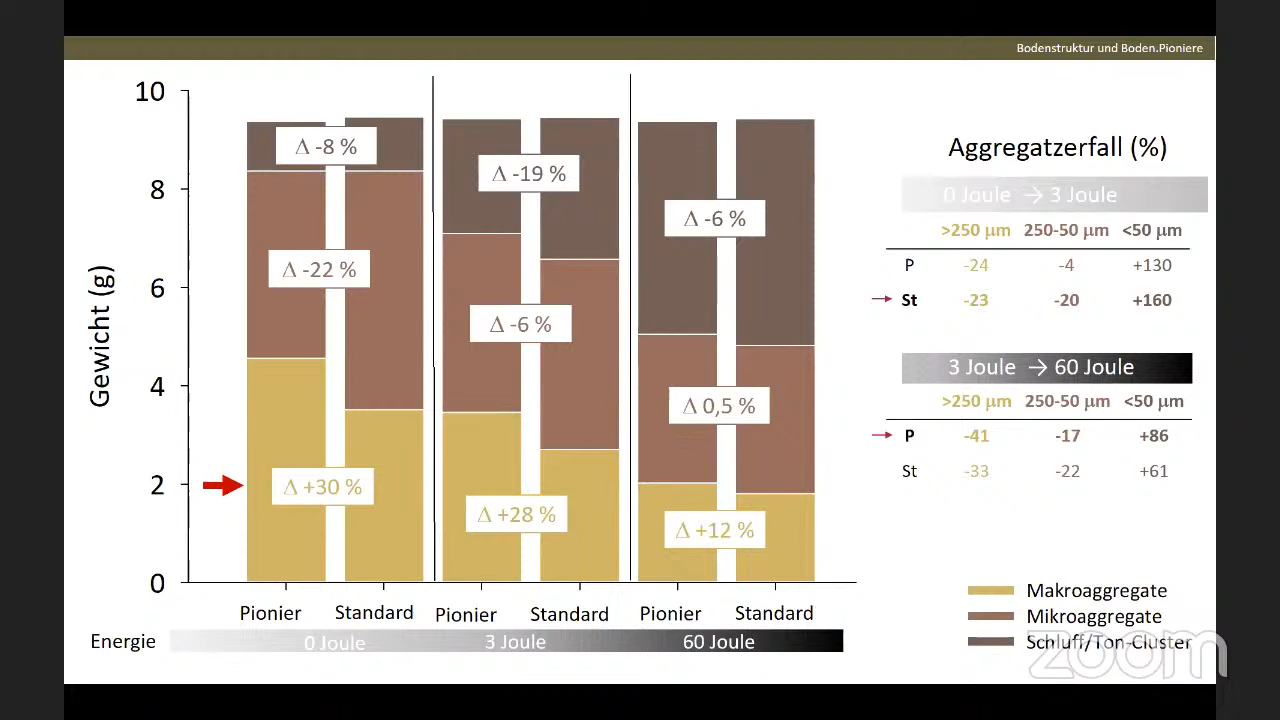 Bodenstruktur und Boden.Pioniere
10
8
6
4
2
0
Gewicht (g)
Δ -8 %
Δ -22 %
Δ +30 %
Δ -19 %
Δ -6 %
Δ +28 %
Δ -6 %
Δ 0,5 %
Δ +12 %
Pionier Standard Pionier Standard Pionier Standard
Energie 0 Joule 3 Joule 60 Joule
Aggregatzerfall (%)
0 Joule → 3 Joule
>250 µm 250-50 µm <50 µm
P -24 -4 +130
St -23 -20 +160
3 Joule → 60 Joule
>250 µm 250-50 µm <50 µm
P -41 -17 +86
St -33 -22 +61
Makroaggregate
Mikroaggregate
Schluff/Ton-Cluster
zoom